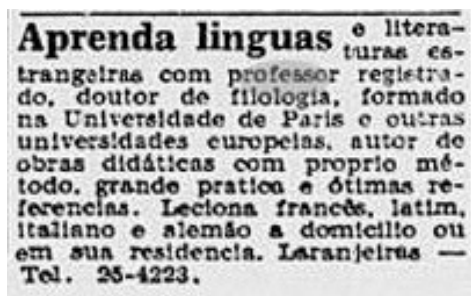 Aprenda linguas e litera-
turas es-
trangeiras com professor registra-
do, doutor de filologia, formado
na Universidade de Paris e outras
universidades europeias, autor de
obras didáticas com proprio mé-
todo, grande pratica e ótimas re-
ferencias. Leciona francês, latim,
italiano e alemão a domicilio ou
em sua residencia. Laranjeiras —
Tel. 25-4223.